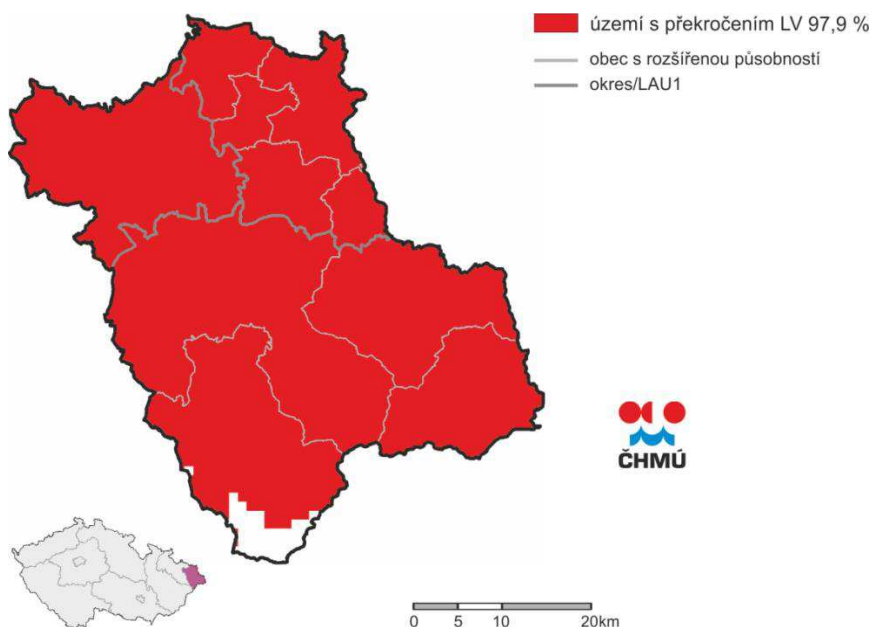 území s překročením LV 97,9 %
obec s rozšířenou působností
okres/LAU1
ČHMÚ
0 5 10 20km